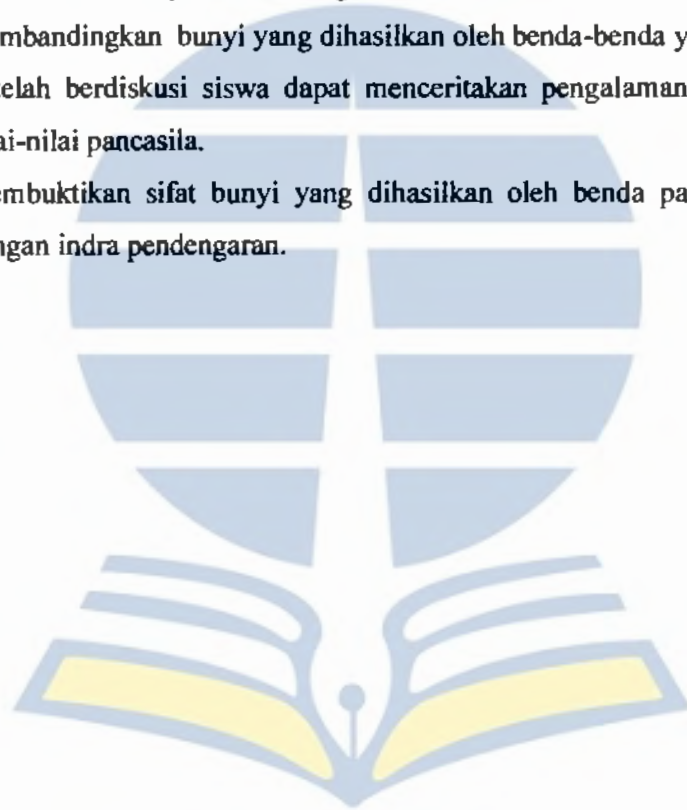 mbandingkan bunyi yang dihasilkan oleh benda-benda y
elah berdiskusi siswa dapat menceritakan pengalaman
ai-nilai pancasila.
embuktikan sifat bunyi yang dihasilkan oleh benda pa
ngan indra pendengaran.